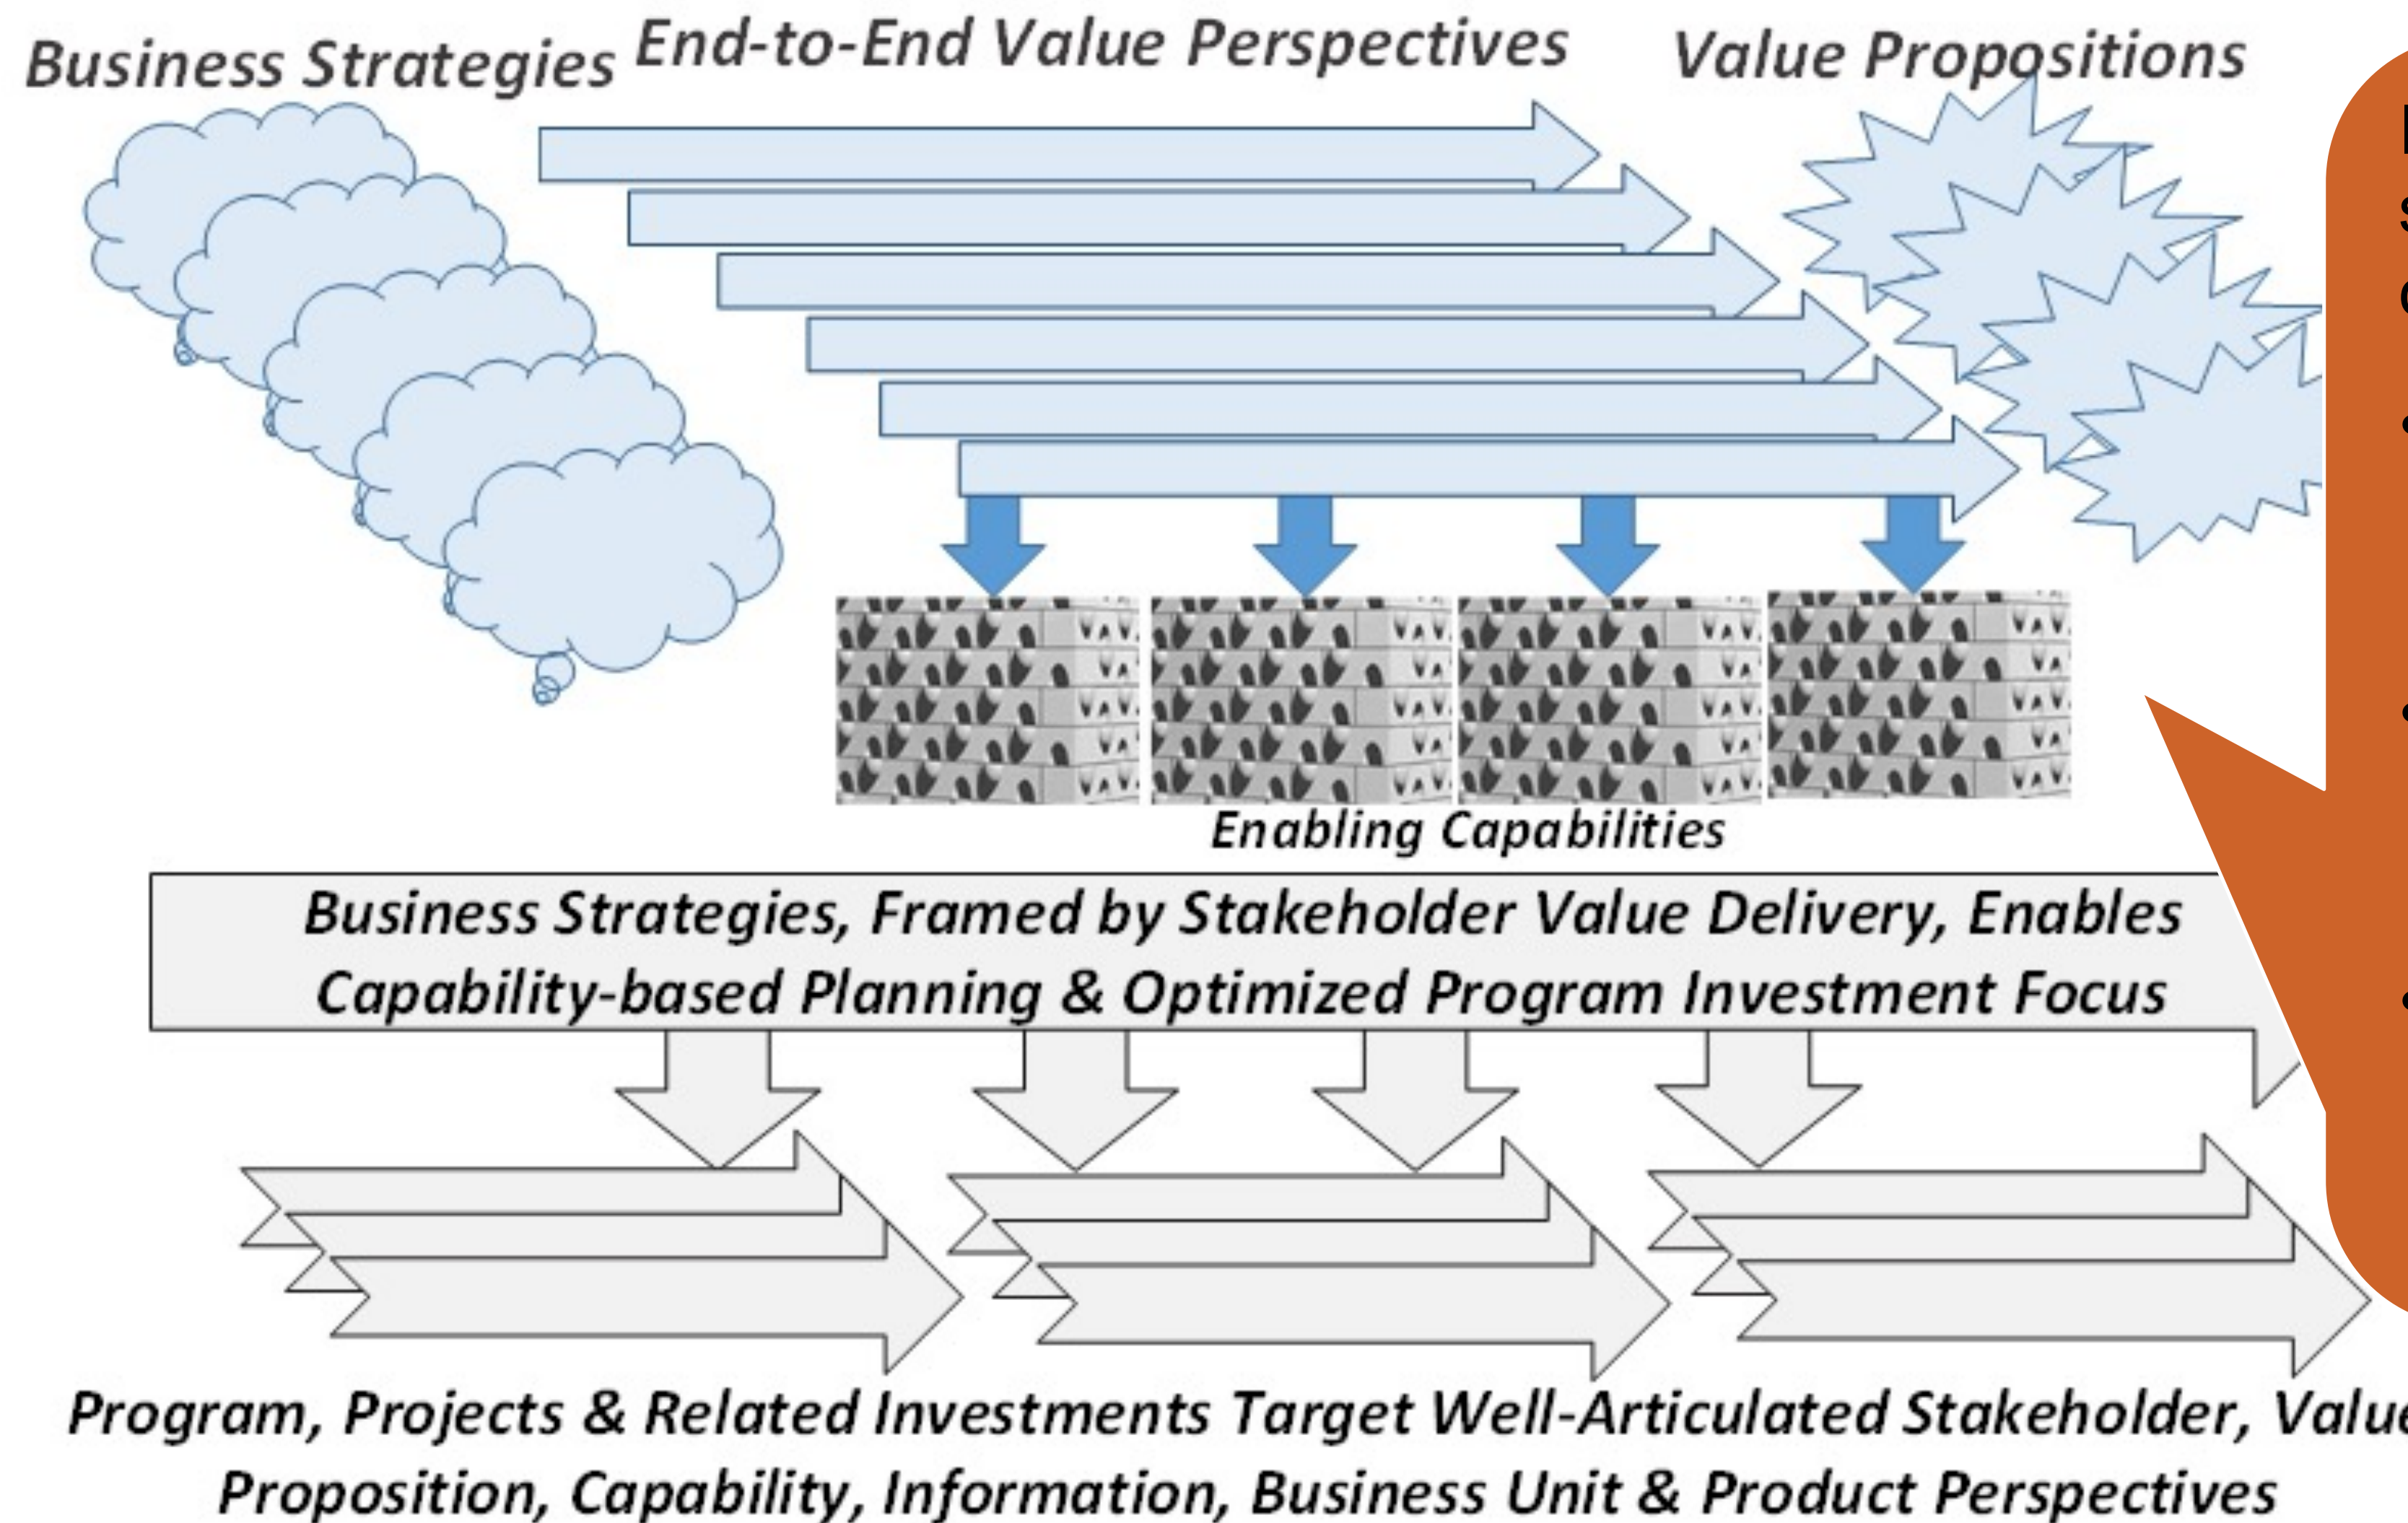 Business Strategies
End-to-End Value Perspectives
Value Propositions
Enabling Capabilities
Business Strategies, Framed by Stakeholder Value Delivery, Enables
Capability-based Planning & Optimized Program Investment Focus
Program, Projects & Related Investments Target Well-Articulated Stakeholder, Value
Proposition, Capability, Information, Business Unit & Product Perspectives